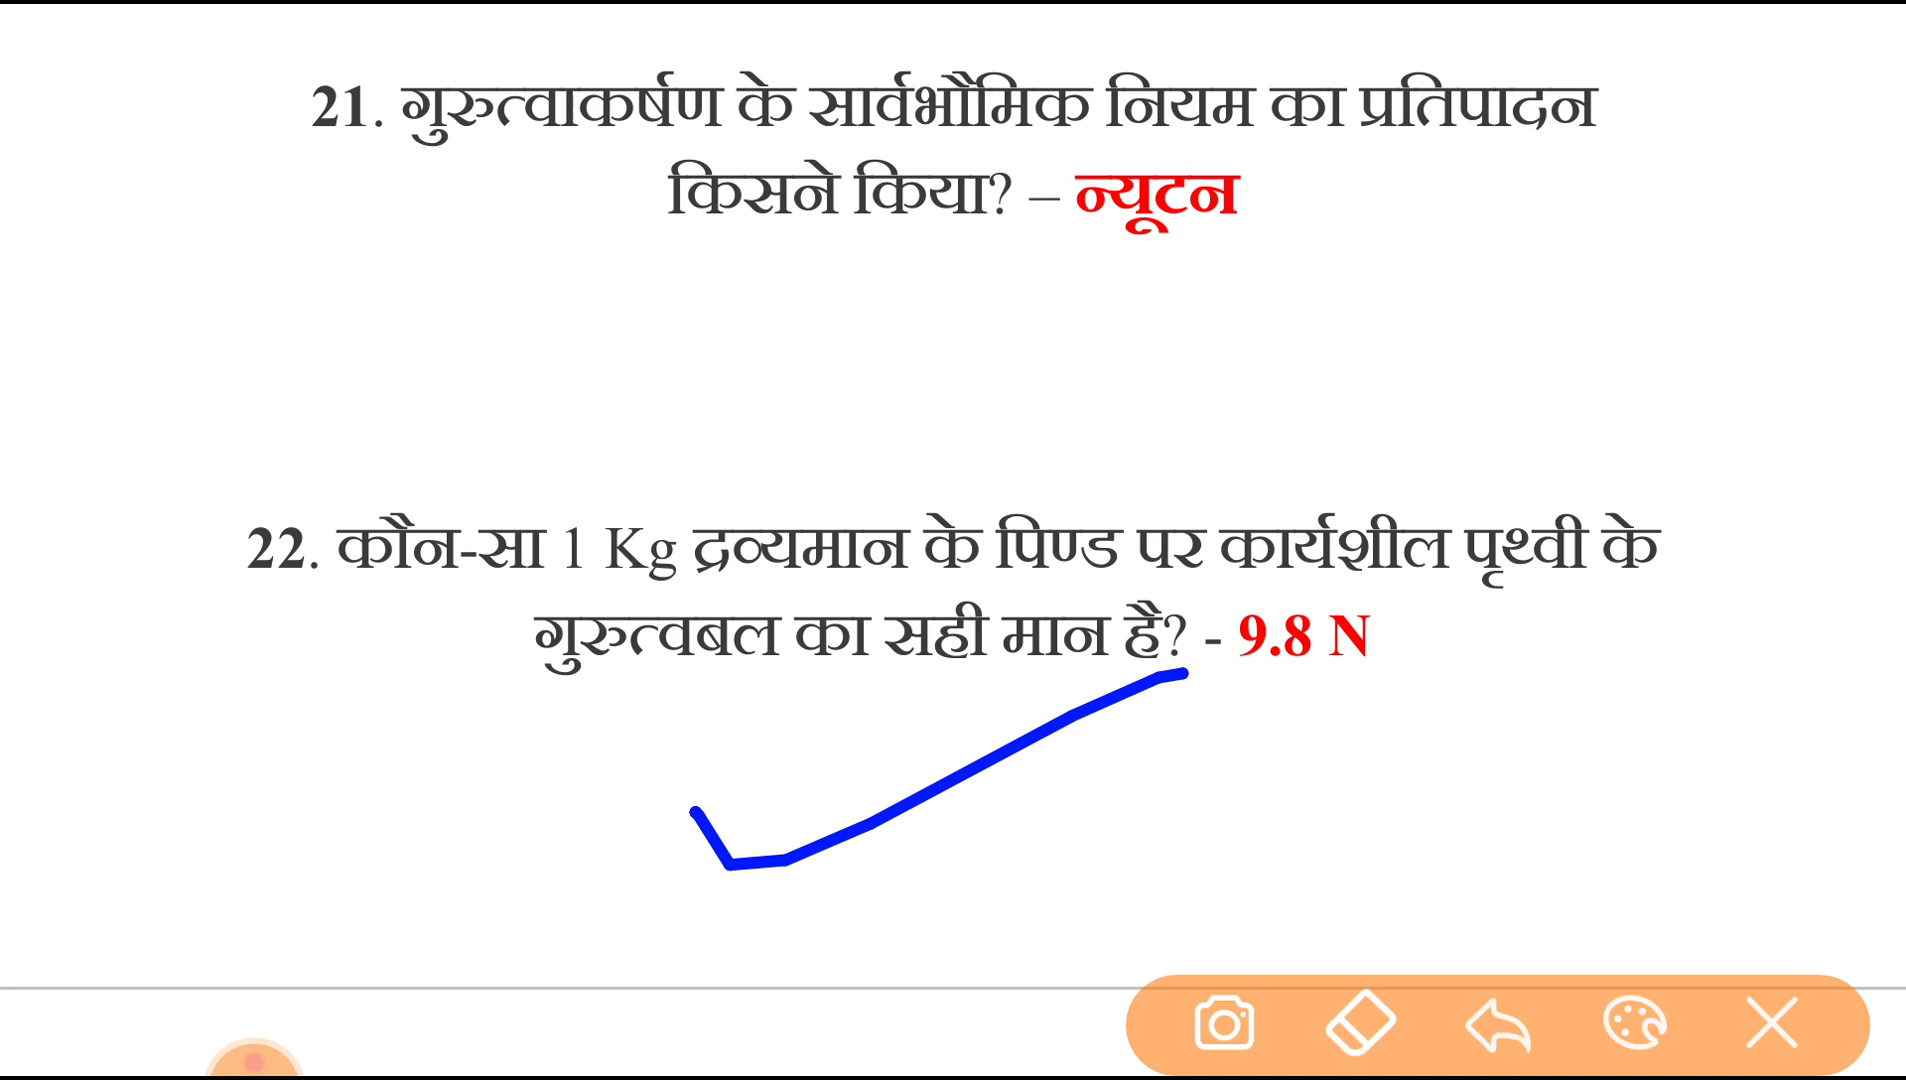 21. गुरुत्वाकर्षण के सार्वभौमिक नियम का प्रतिपादन
किसने किया? – न्यूटन
22. कौन-सा 1 Kg द्रव्यमान के पिण्ड पर कार्यशील पृथ्वी के
गुरुत्वबल का सही मान है? - 9.8 N